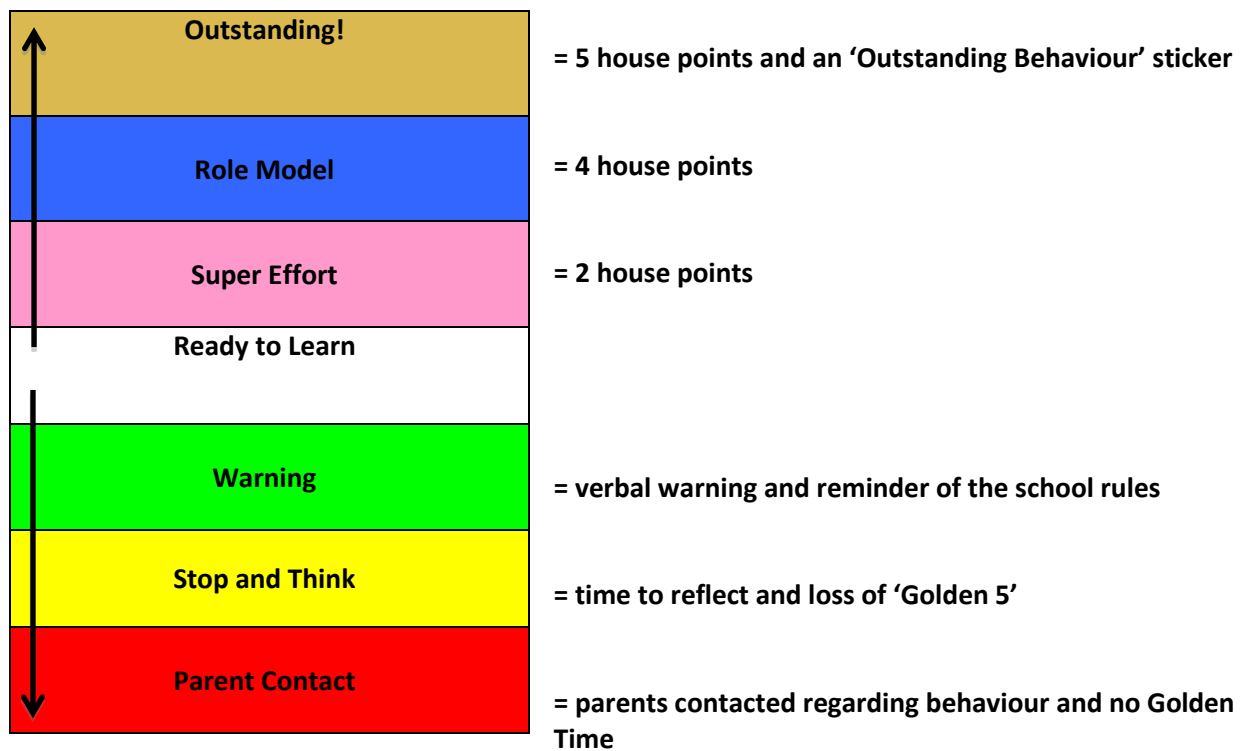 Outstanding!
= 5 house points and an ‘Outstanding Behaviour’ sticker
Role Model
= 4 house points
Super Effort
= 2 house points
Ready to Learn
Warning
= verbal warning and reminder of the school rules
Stop and Think
= time to reflect and loss of ‘Golden 5’
Parent Contact
= parents contacted regarding behaviour and no Golden
Time